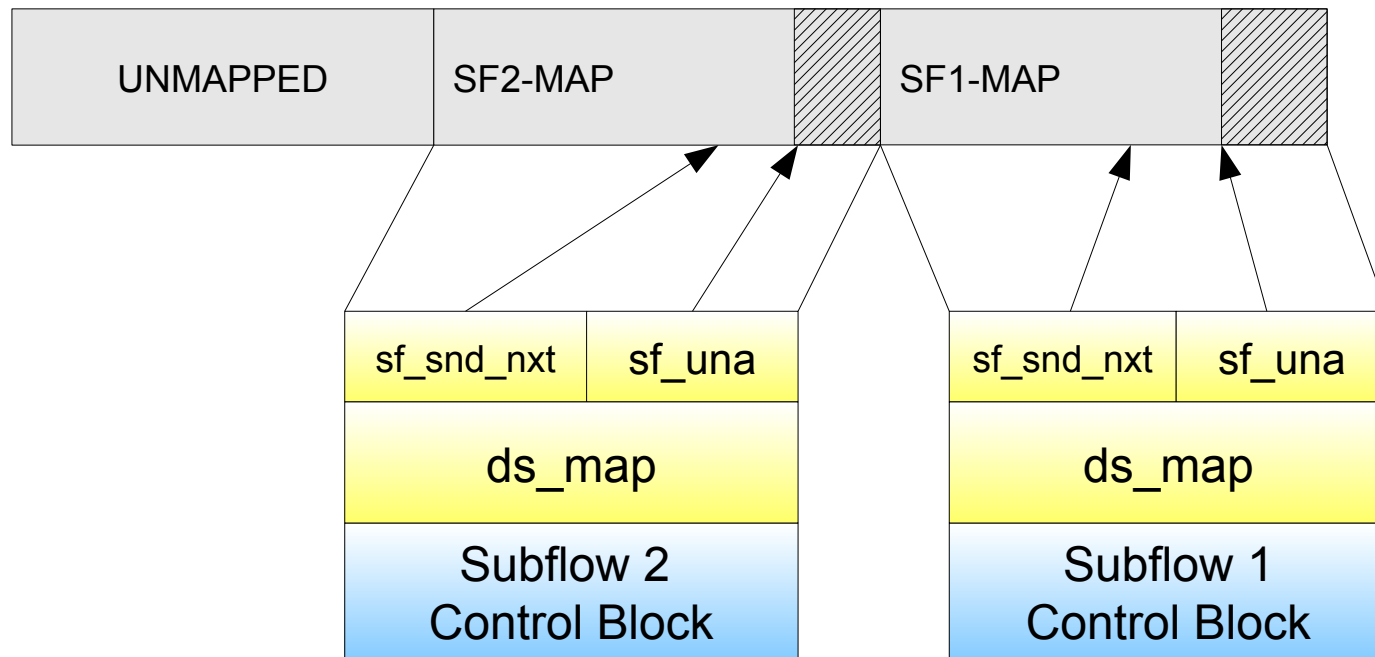 UNMAPPED SF2-MAP SF1-MAP
sf_snd_nxt sf_una sf_snd_nxt sf_una
ds_map ds_map
Subflow 2 Subflow 1
Control Block Control Block